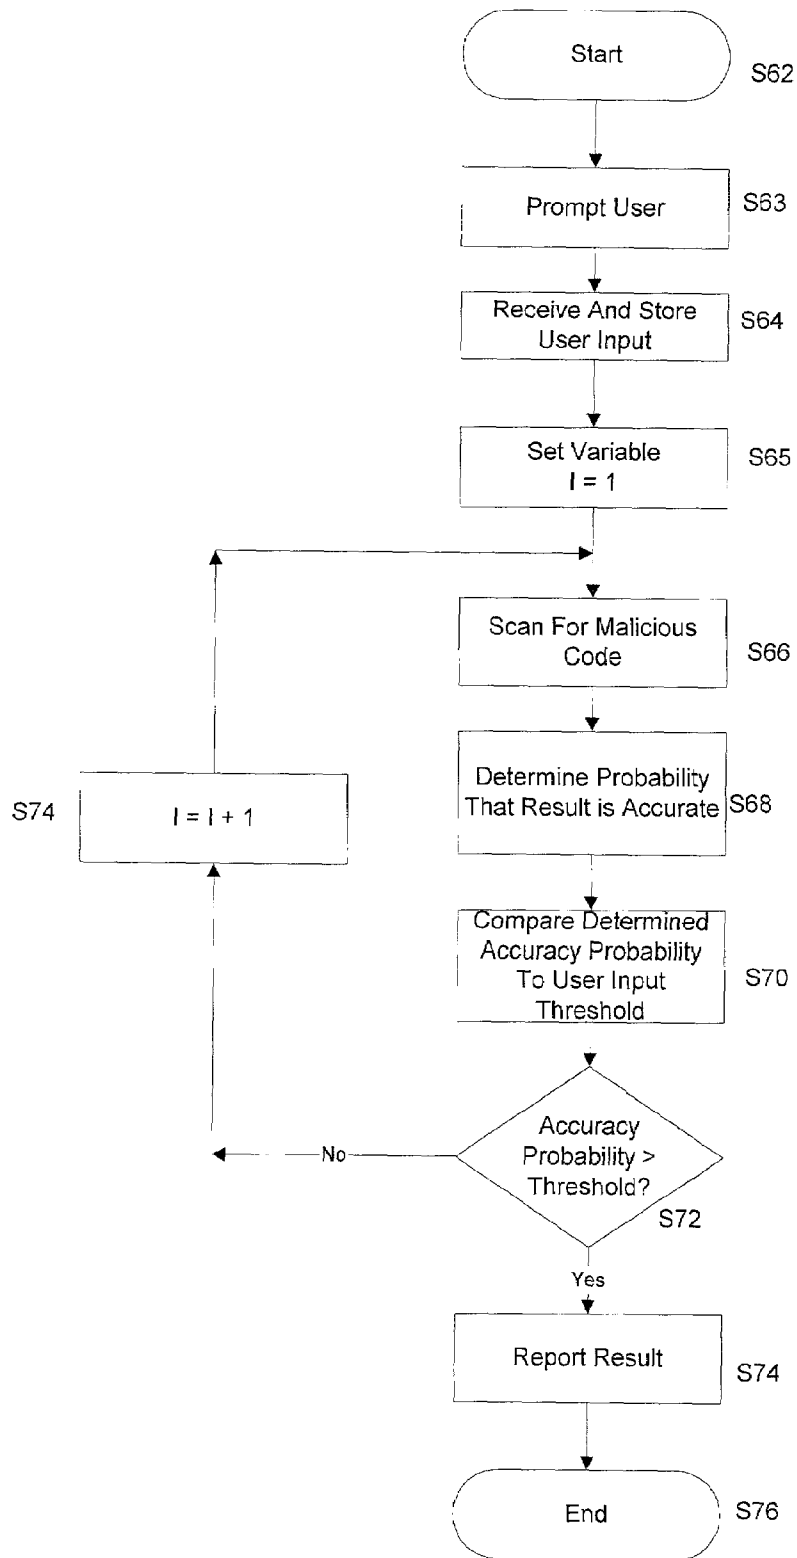 Start
S62
Prompt User
S63
Receive And Store
User Input
S64
Set Variable
I = 1
S65
Scan For Malicious
Code
S66
Determine Probability
That Result is Accurate
S68
S74
I = I + 1
Compare Determined
Accuracy Probability
To User Input
Threshold
S70
Accuracy
Probability >
Threshold?
No
S72
Yes
Report Result
S74
End
S76